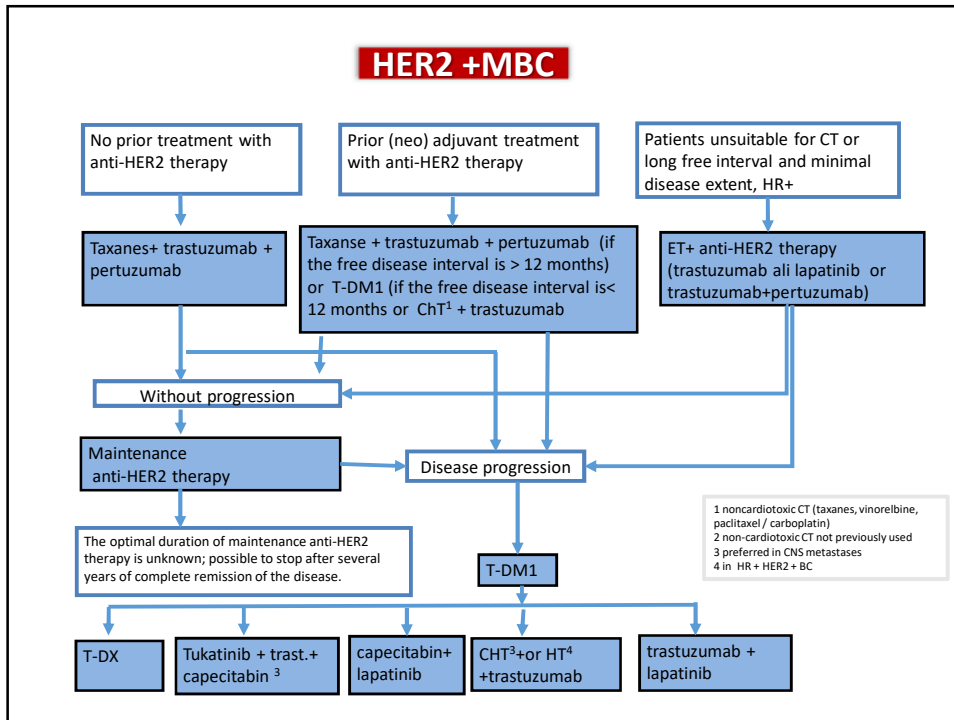 HER2 +MBC
No prior treatment with
anti-HER2 therapy
Prior (neo) adjuvant treatment
with anti-HER2 therapy
Patients unsuitable for CT or
long free interval and minimal
disease extent, HR+
Taxanes+ trastuzumab +
pertuzumab
Taxanse + trastuzumab + pertuzumab (if
the free disease interval is > 12 months)
or T-DM1 (if the free disease interval is<
12 months or ChT¹ + trastuzumab
ET+ anti-HER2 therapy
(trastuzumab ali lapatinib or
trastuzumab+pertuzumab)
Without progression
Maintenance
anti-HER2 therapy
Disease progression
The optimal duration of maintenance anti-HER2
therapy is unknown; possible to stop after several
years of complete remission of the disease.
1 noncardiotoxic CT (taxanes, vinorelbine,
paclitaxel / carboplatin)
2 non-cardiotoxic CT not previously used
3 preferred in CNS metastases
4 in HR + HER2 + BC
T-DM1
T-DX
Tukatinib + trast.+
capecitabin ³
capecitabin+
lapatinib
CHT³+or HT⁴
+trastuzumab
trastuzumab +
lapatinib